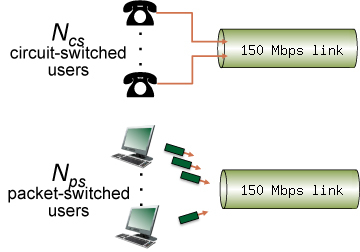 Ncs
circuit-switched
users
150 Mbps link
Nps
packet-switched
users
150 Mbps link